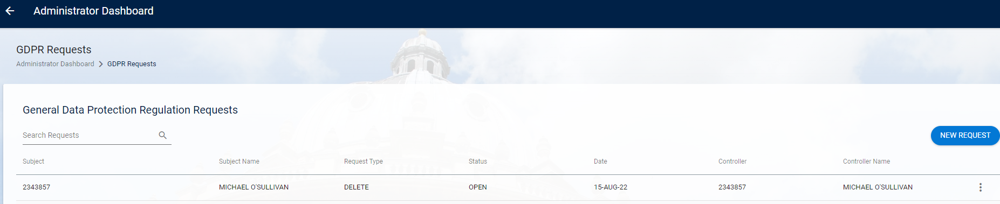 Administrator Dashboard
GDPR Requests
Administrator Dashboard > GDPR Requests
General Data Protection Regulation Requests
Search Requests
NEW REQUEST
Subject Subject Name Request Type Status Date Controller Controller Name
2343857 MICHAEL O'SULLIVAN DELETE OPEN 15-AUG-22 2343857 MICHAEL O'SULLIVAN